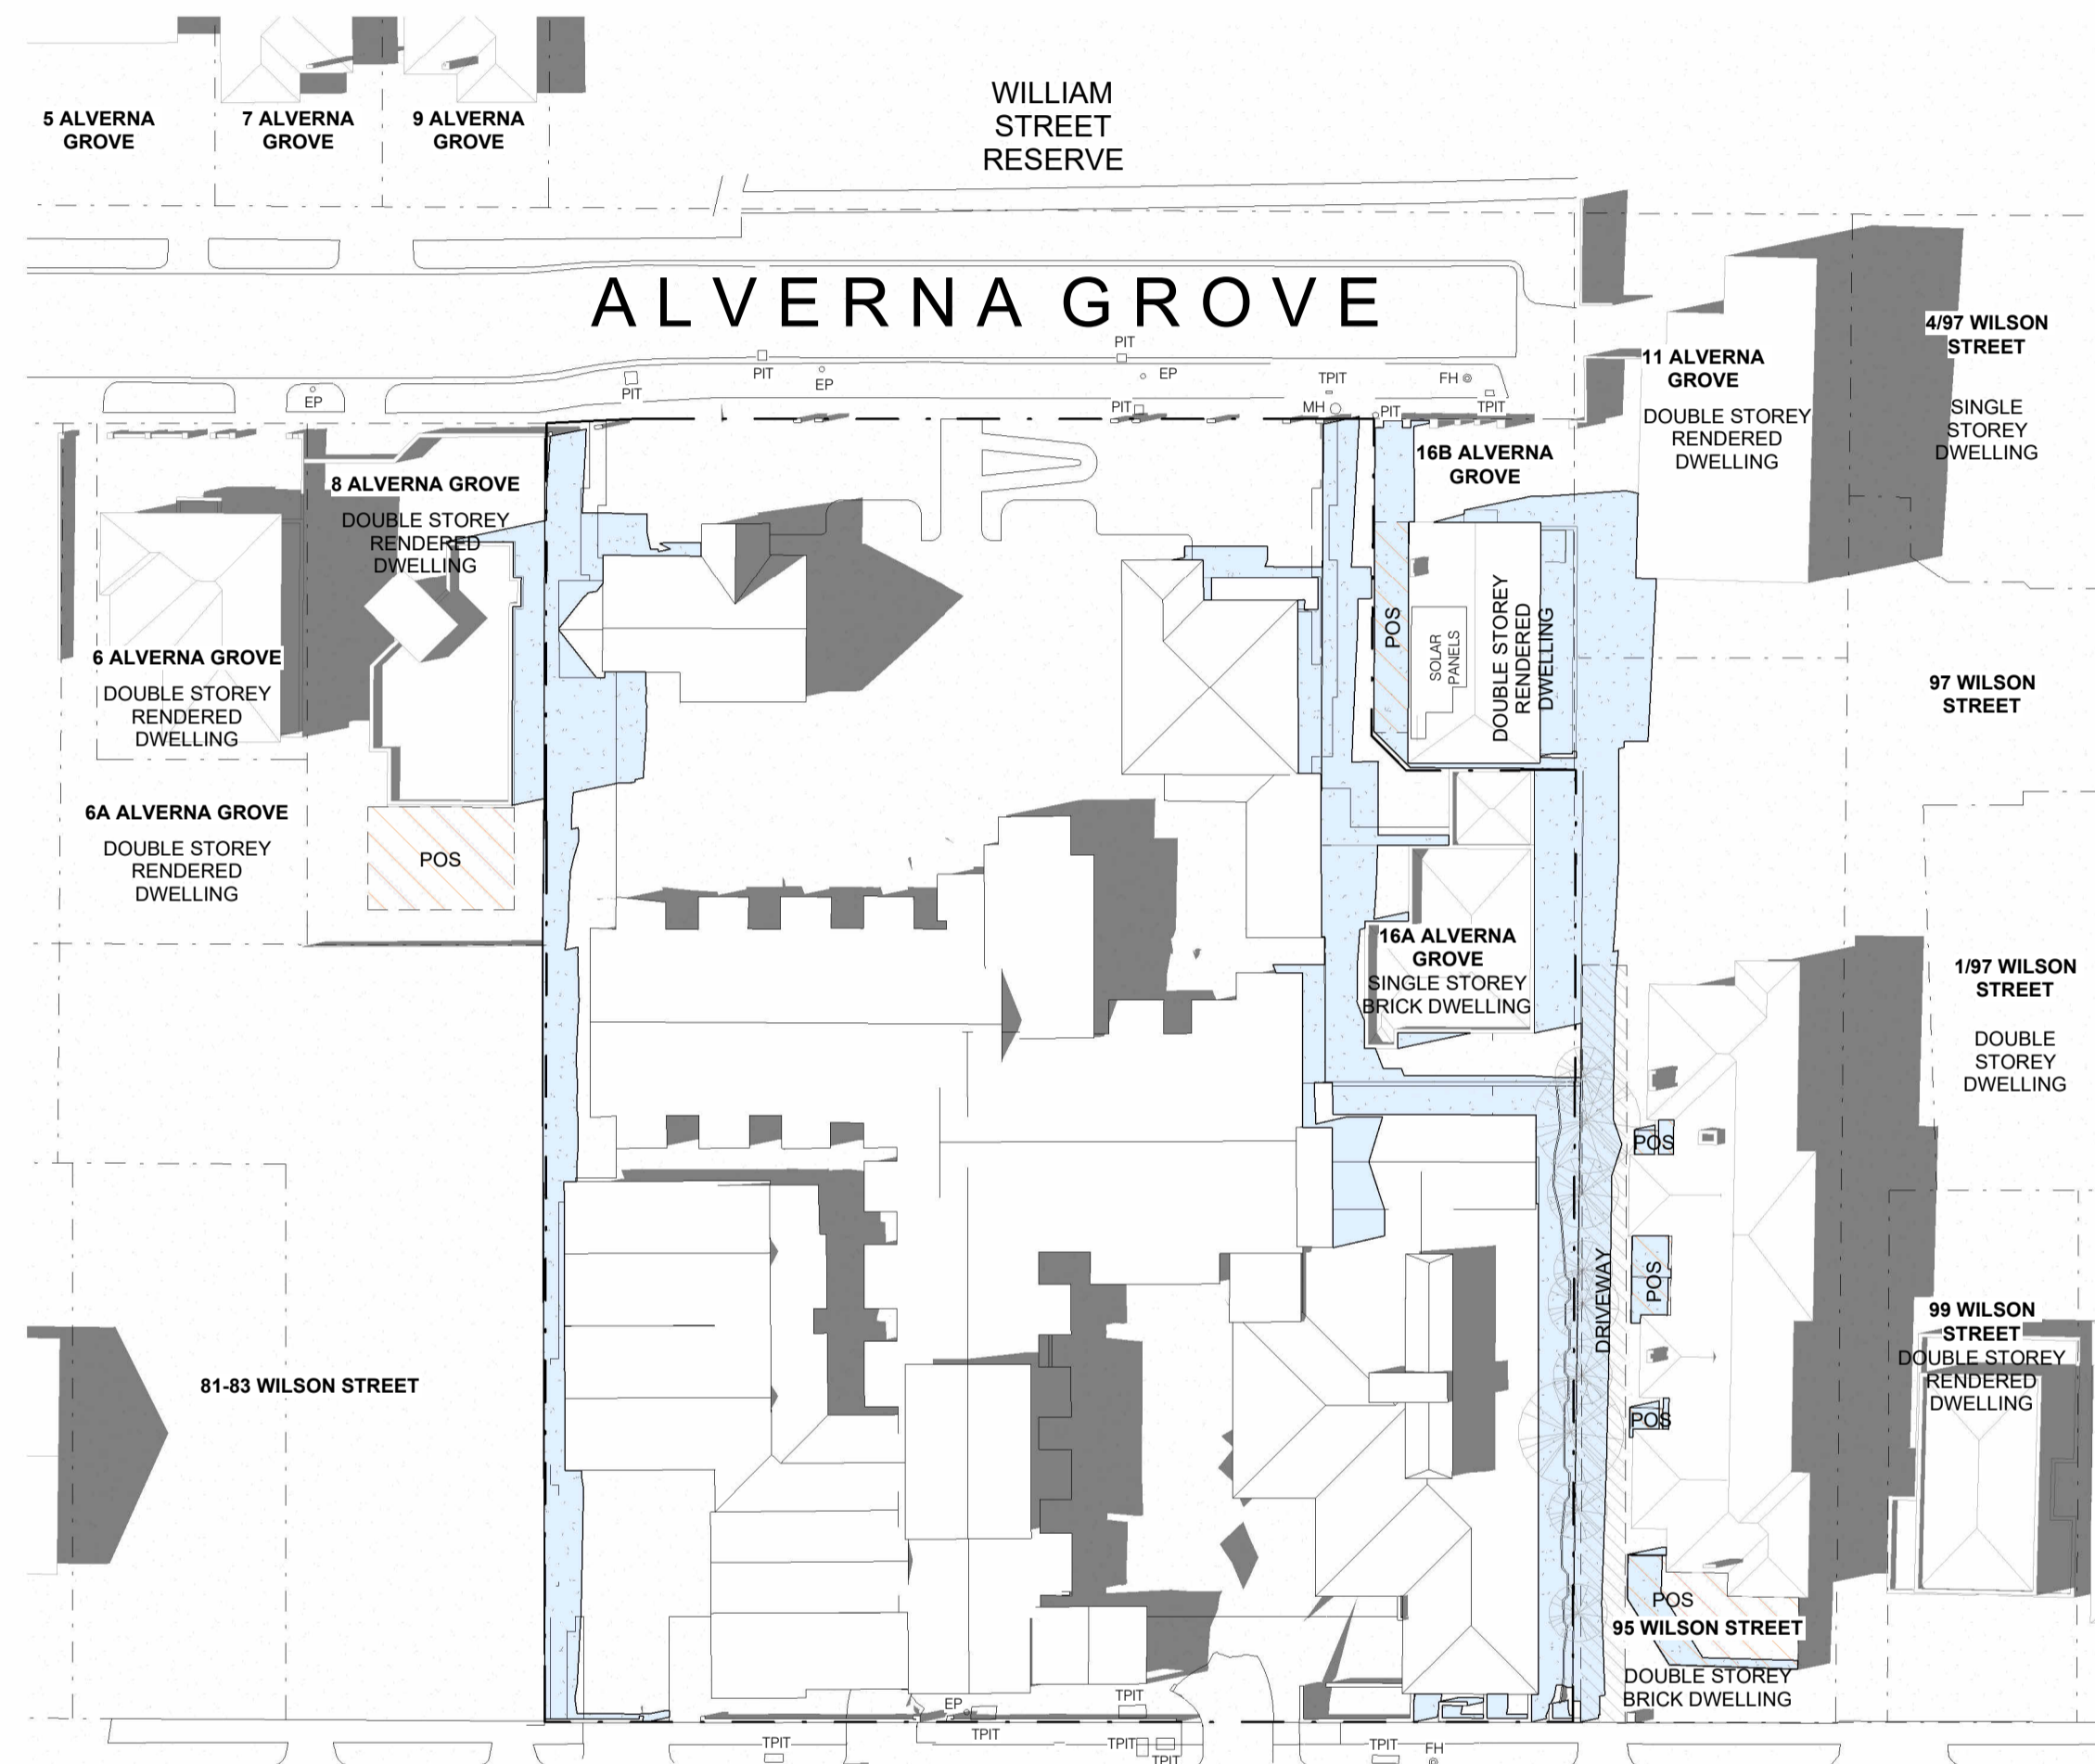 WILLIAM
STREET
RESERVE
5 ALVERNA
GROVE
7 ALVERNA
GROVE
9 ALVERNA
GROVE
ALVERNA GROVE
PIT
PIT
EP
EP
PIT
EP
PIT
TPIT
FH
MH
PIT
TPIT
11 ALVERNA
GROVE
DOUBLE STOREY
RENDERED
DWELLING
4/97 WILSON
STREET
SINGLE
STOREY
DWELLING
8 ALVERNA GROVE
DOUBLE STOREY
RENDERED
DWELLING
16B ALVERNA
GROVE
POS
SOLAR
PANELS
DOUBLE STOREY
RENDERED
DWELLING
6 ALVERNA GROVE
DOUBLE STOREY
RENDERED
DWELLING
97 WILSON
STREET
6A ALVERNA GROVE
DOUBLE STOREY
RENDERED
DWELLING
POS
16A ALVERNA
GROVE
SINGLE STOREY
BRICK DWELLING
1/97 WILSON
STREET
DOUBLE
STOREY
DWELLING
POS
POS
DRIVEWAY
99 WILSON
STREET
DOUBLE STOREY
RENDERED
DWELLING
81-83 WILSON STREET
POS
POS
95 WILSON STREET
DOUBLE STOREY
BRICK DWELLING
EP
TPIT
TPIT
TPIT
TPIT
TPIT
TPIT
FH